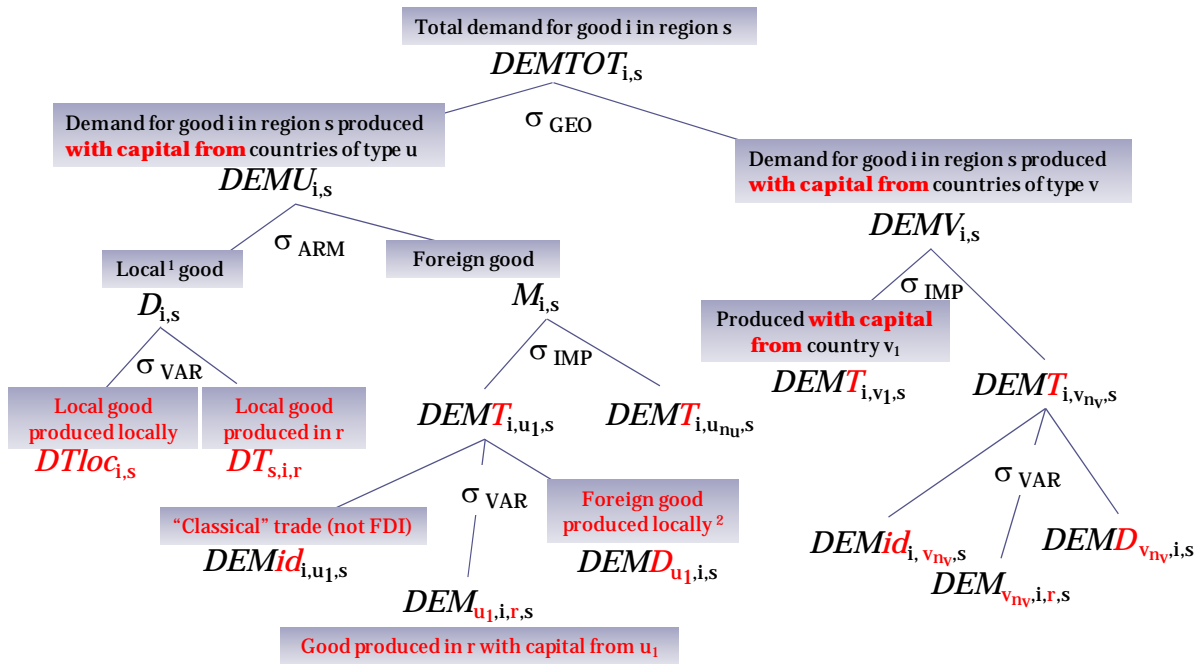 Total demand for good i in region s
DEMTOTi,s
Demand for good i in region s produced
with capital from countries of type u
σ GEO
Demand for good i in region s produced
with capital from countries of type v
DEMUi,s
DEMVi,s
σ ARM
Local 1 good
Foreign good
Di,s
Mi,s
σ IMP
Produced with capital
from country v1
σ VAR
σ IMP
Local good
produced locally
Local good
produced in r
DTloci,s
DTs,i,r
DEMTi,u1,s
DEMTi,unu,s
DEMTi,v1,s
DEMTi,vnv,s
“Classical” trade (not FDI)
σ VAR
Foreign good
produced locally 2
σ VAR
DEMidi,u1,s
DEMDu1,i,s
DEMidi, vnv,s
DEMDvnv,i,s
DEMu1,i,r,s
DEMvnv,i,r,s
Good produced in r with capital from u1